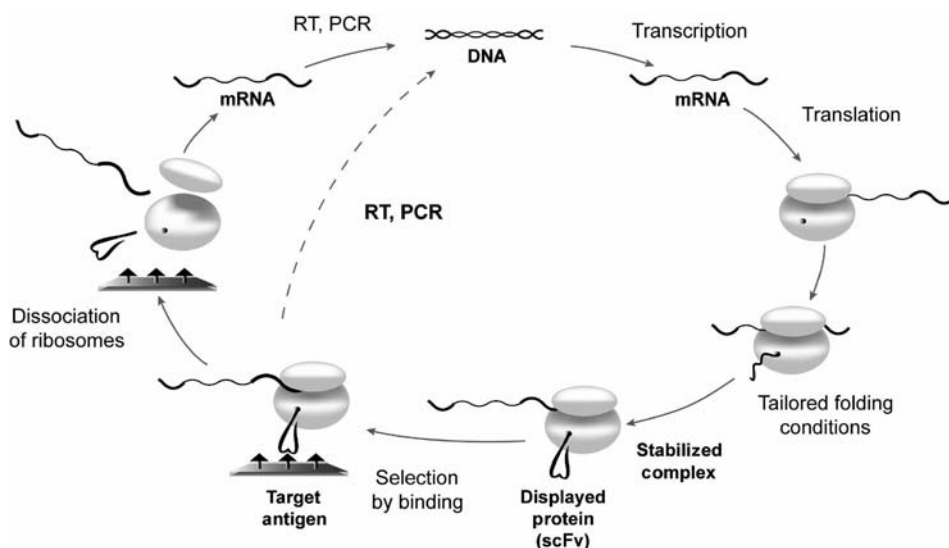 RT, PCR
DNA
Transcription
mRNA
mRNA
Translation
RT, PCR
Dissociation
of ribosomes
Tailored folding
conditions
Stabilized
complex
Target
antigen
Selection
by binding
Displayed
protein
(scFv)